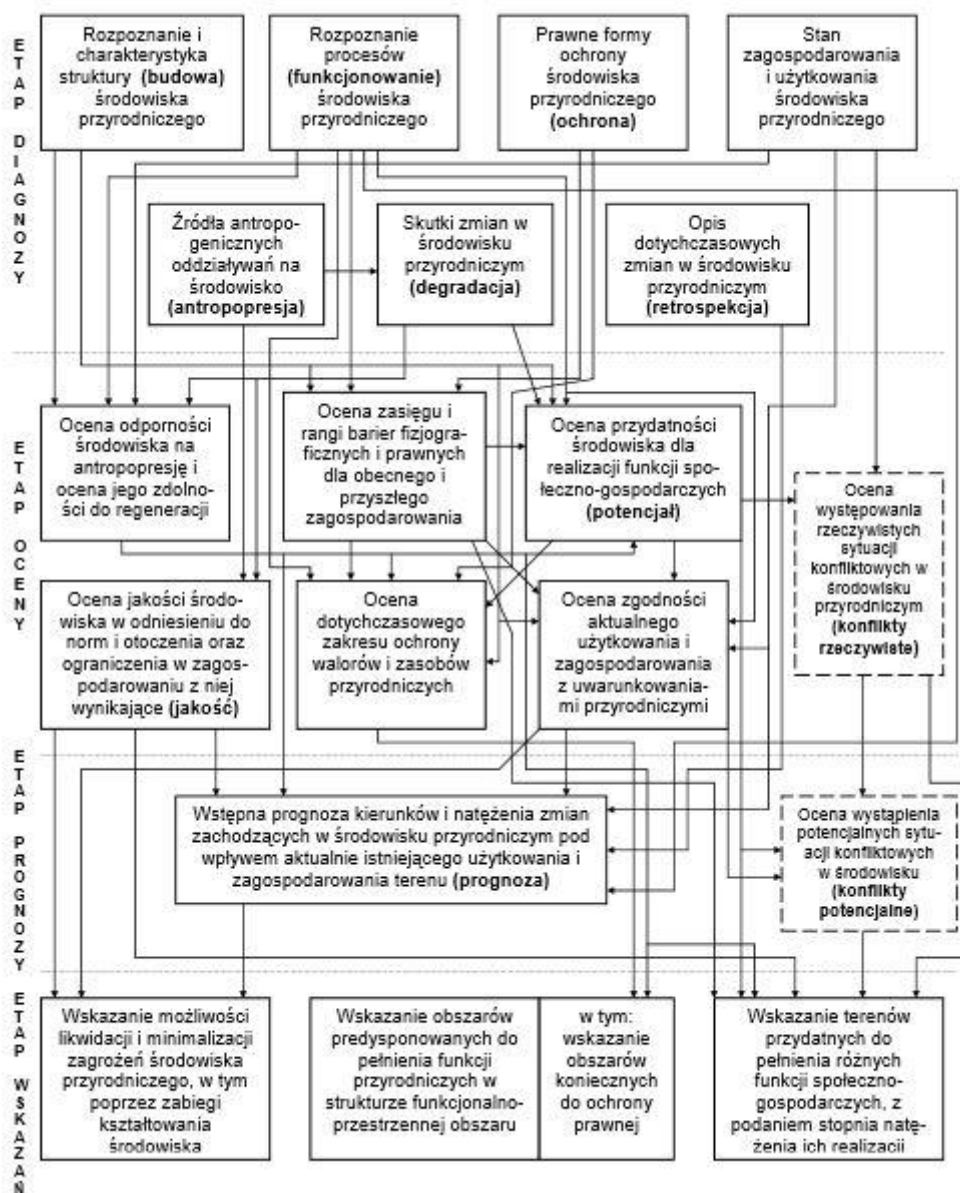 ETAP DIAGNOZY
Rozpoznanie i
charakterystyka
struktury (budowa)
środowiska
przyrodniczego
Rozpoznanie
procesów
(funkcjonowanie)
środowiska
przyrodniczego
Prawne formy
ochrony
środowiska
przyrodniczego
(ochrona)
Stan
zagospodarowania
i użytkowania
środowiska
przyrodniczego
Źródła antropo-
genicznych
oddziaływań na
środowisko
(antropopresja)
Skutki zmian w
środowisku
przyrodniczym
(degradacja)
Opis
dotychczasowych
zmian w środowisku
przyrodniczym
(retrospekcja)
ETAP OCENY
Ocena odporności
środowiska na
antropopresję i
ocena jego zdolno-
ści do regeneracji
Ocena zasięgu i
rangi barier fizjogra-
ficznych i prawnych
dla obecnego i
przyszłego
zagospodarowania
Ocena przydatności
środowiska dla
realizacji funkcji spo-
łeczno-gospodarczych
(potencjał)
Ocena
występowania
rzeczywistych
sytuacji
konfliktowych w
środowisku
przyrodniczym
(konflikty
rzeczywiste)
Ocena jakości środo-
wiska w odniesieniu do
norm i otoczenia oraz
ograniczenia w zagos-
podarowaniu z niej
wynikające (jakość)
Ocena
dotychczasowego
zakresu ochrony
walorów i zasobów
przyrodniczych
Ocena zgodności
aktualnego
użytkowania i
zagospodarowania
z uwarunkowania-
mi przyrodniczymi
ETAP PROGNOZY
Wstępna prognoza kierunków i natężenia zmian
zachodzących w środowisku przyrodniczym pod
wpływem aktualnie istniejącego użytkowania i
zagospodarowania terenu (prognoza)
Ocena wystąpienia
potencjalnych sytu-
acji konfliktowych
w środowisku
(konflikty
potencjalne)
ETAP WSKAZAŃ
Wskazanie możliwości
likwidacji i minimalizacji
zagrożeń środowiska
przyrodniczego, w tym
poprzez zabiegi
kształtowania
środowiska
Wskazanie obszarów
predysponowanych do
pełnienia funkcji
przyrodniczych w
strukturze funkcjonalno-
przestrzennej obszaru
w tym:
wskazanie
obszarów
koniecznych
do ochrony
prawnej
Wskazanie terenów
przydatnych do
pełnienia różnych
funkcji społeczno-
gospodarczych, z
podaniem stopnia natę-
żenia ich realizacji